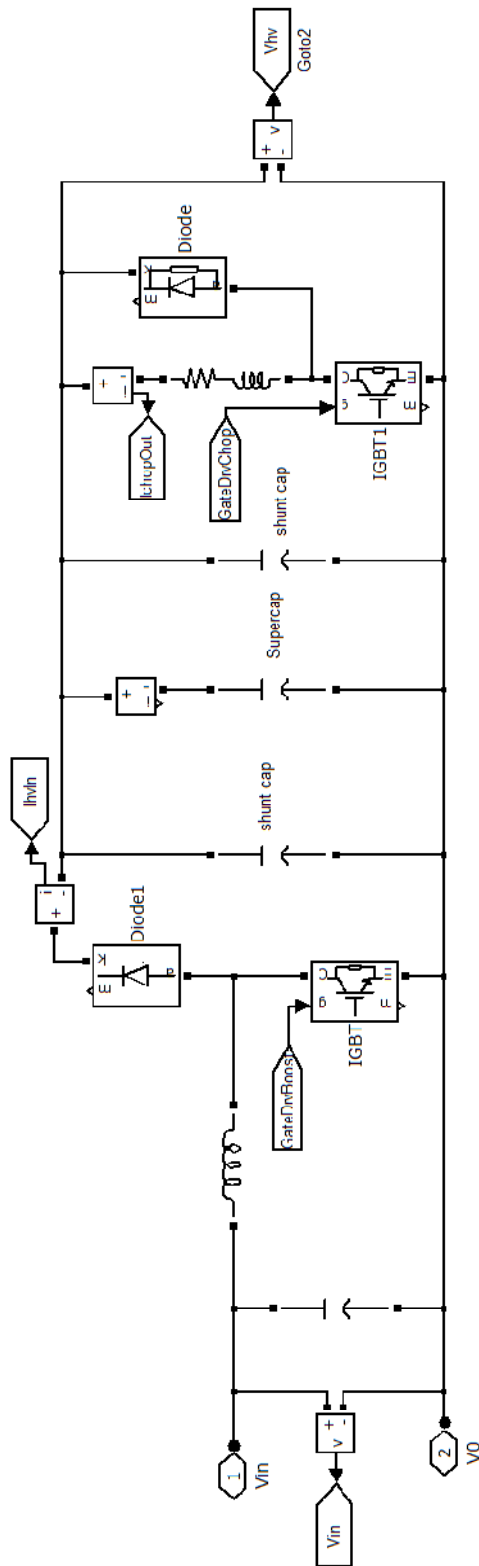 Vhv
Goto2
+
v
-
Diode
m
k
a
+
i
-
IchopOut
GateDrvChop
g
C
m
E
IGBT1
shunt cap
Supercap
+
i
-
shunt cap
IhvIn
+
i
-
Diode1
m
k
a
GateDrvBoost
g
C
m
E
IGBT
1
Vin
+
v
-
Vin
2
V0